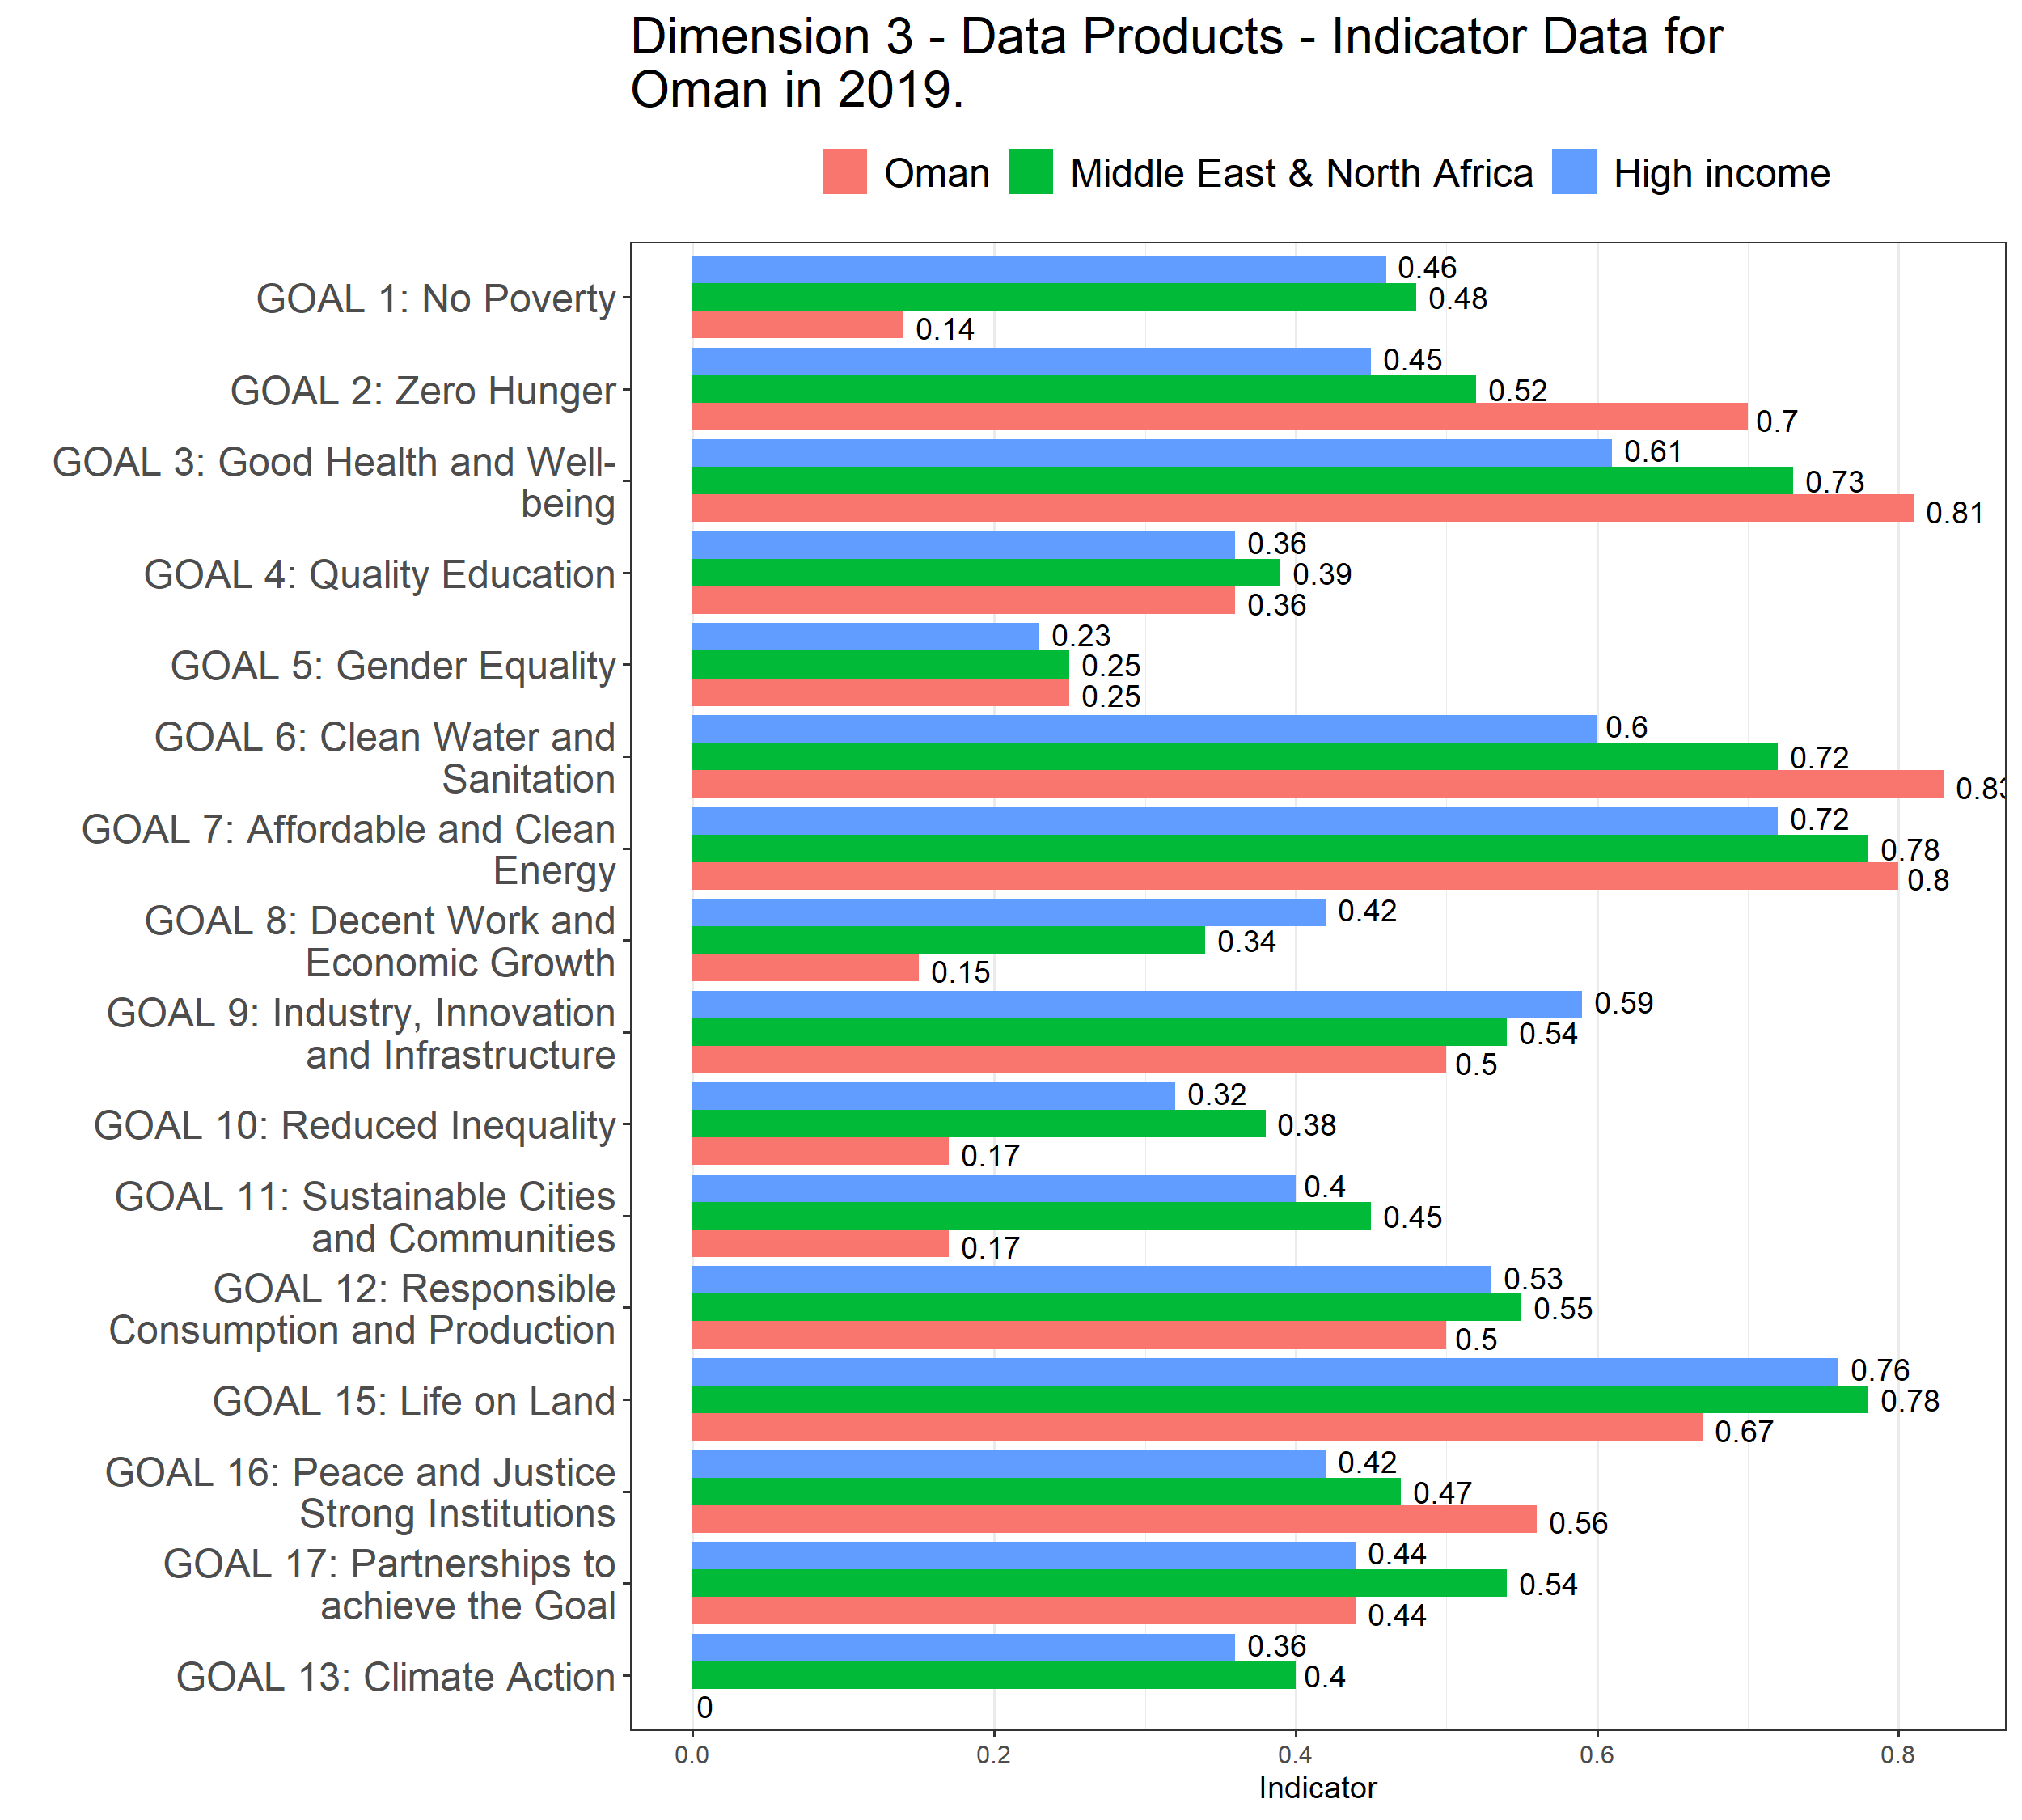 Dimension 3 - Data Products - Indicator Data for
Oman in 2019.
Oman Middle East & North Africa High income
GOAL 1: No Poverty
0.46
0.48
0.14
GOAL 2: Zero Hunger
0.45
0.52
0.7
GOAL 3: Good Health and Well-
being
0.61
0.73
0.81
GOAL 4: Quality Education
0.36
0.39
0.36
GOAL 5: Gender Equality
0.23
0.25
0.25
GOAL 6: Clean Water and
Sanitation
0.6
0.72
0.83
GOAL 7: Affordable and Clean
Energy
0.72
0.78
0.8
GOAL 8: Decent Work and
Economic Growth
0.42
0.34
0.15
GOAL 9: Industry, Innovation
and Infrastructure
0.59
0.54
0.5
GOAL 10: Reduced Inequality
0.32
0.38
0.17
GOAL 11: Sustainable Cities
and Communities
0.4
0.45
0.17
GOAL 12: Responsible
Consumption and Production
0.53
0.55
0.5
GOAL 15: Life on Land
0.76
0.78
0.67
GOAL 16: Peace and Justice
Strong Institutions
0.42
0.47
0.56
GOAL 17: Partnerships to
achieve the Goal
0.44
0.54
0.44
GOAL 13: Climate Action
0.36
0.4
0
0.0 0.2 0.4 0.6 0.8
Indicator